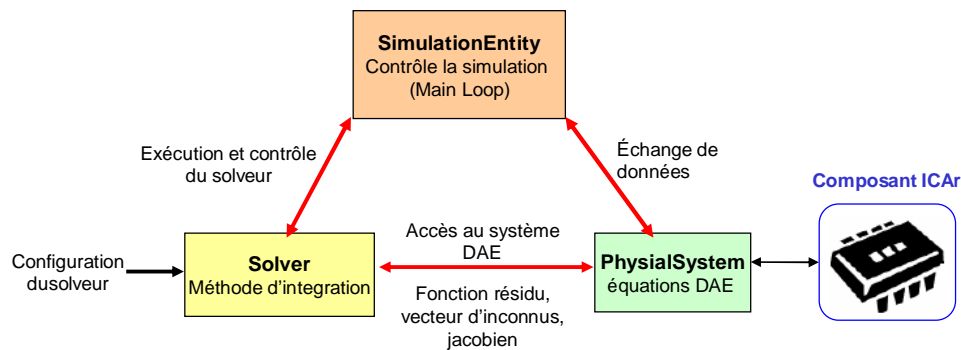 SimulationEntity
Contrôle la simulation
(Main Loop)
Exécution et contrôle
du solveur
Échange de
données
Composant ICAr
Configuration
dusolveur
Solver
Méthode d'integration
Accès au système
DAE
Fonction résidu,
vecteur d'inconnus,
jacobien
PhysialSystem
équations DAE